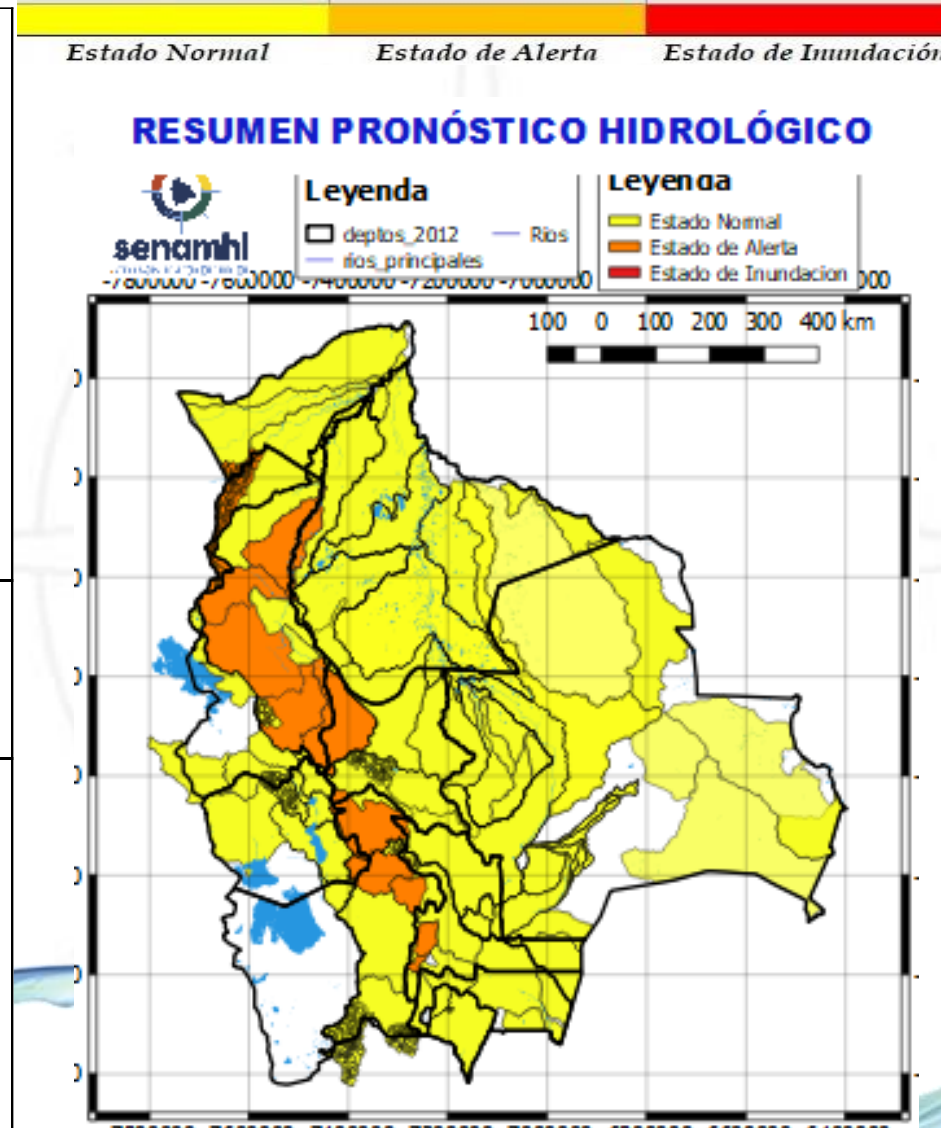 Estado Normal Estado de Alerta Estado de Inundación
RESUMEN PRONÓSTICO HIDROLÓGICO
senamhi
Leyenda
deptos_2012 Rios
rios_principales
Leyenda
Estado Normal
Estado de Alerta
Estado de Inundacion
-7800000 -7600000 -7400000 -7200000 -7000000
100 0 100 200 300 400 km